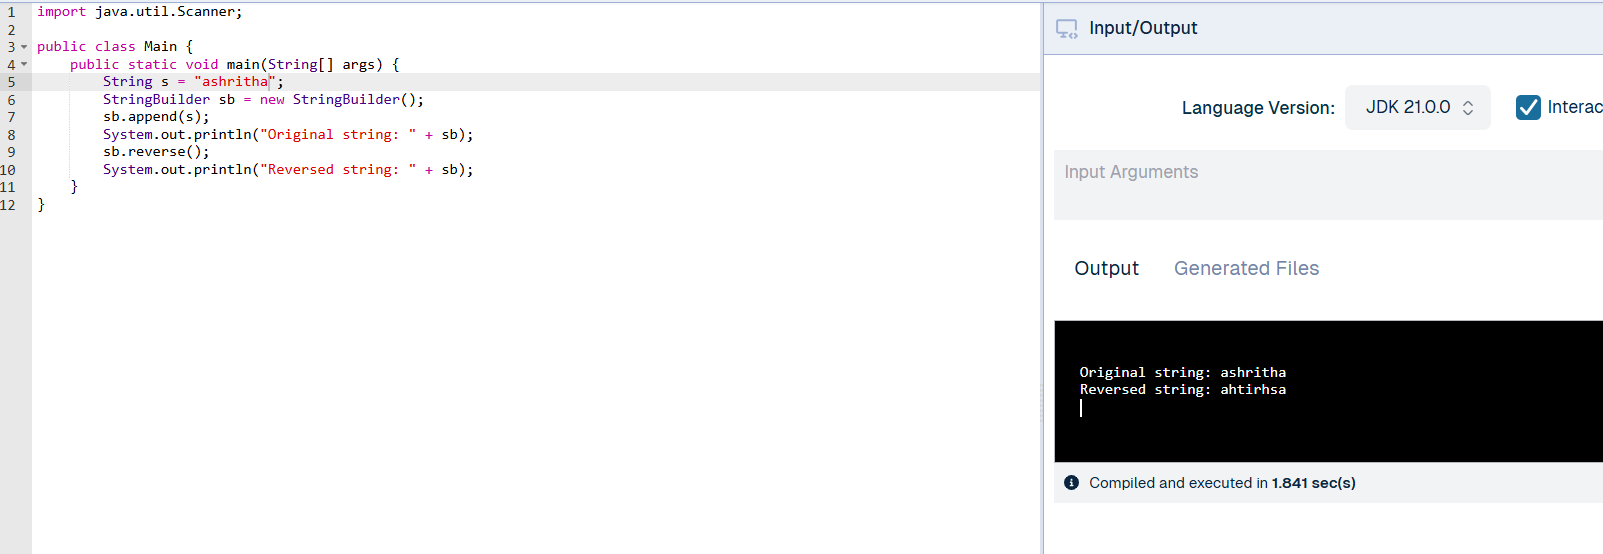 1 import java.util.Scanner;
2
3 public class Main {
4 public static void main(String[] args) {
5 String s = "ashritha";
6 StringBuilder sb = new StringBuilder();
7 sb.append(s);
8 System.out.println("Original string: " + sb);
9 sb.reverse();
10 System.out.println("Reversed string: " + sb);
11 }
12 }
Input/Output
Language Version: JDK 21.0.0 Interac
Input Arguments
Output Generated Files
Original string: ashritha
Reversed string: ahtirhsa
Compiled and executed in 1.841 sec(s)